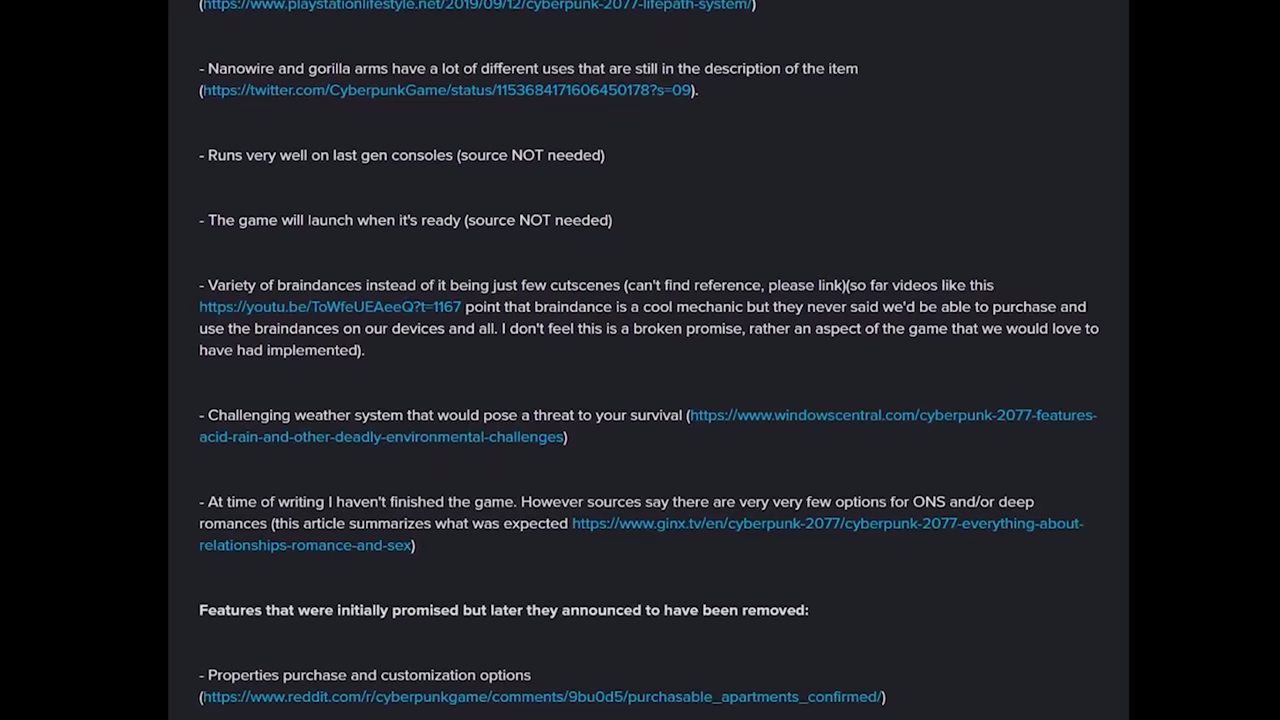 (https://www.playstationlifestyle.net/2019/09/12/cyberpunk-2077-lifepath-system/)
- Nanowire and gorilla arms have a lot of different uses that are still in the description of the item
(https://twitter.com/CyberpunkGame/status/1153684171606450178?s=09).
- Runs very well on last gen consoles (source NOT needed)
- The game will launch when it's ready (source NOT needed)
- Variety of braindances instead of it being just few cutscenes (can't find reference, please link)(so far videos like this
https://youtu.be/ToWfeUEAeeQ?t=1167 point that braindance is a cool mechanic but they never said we'd be able to purchase and
use the braindances on our devices and all. I don't feel this is a broken promise, rather an aspect of the game that we would love to
have had implemented).
- Challenging weather system that would pose a threat to your survival (https://www.windowscentral.com/cyberpunk-2077-features-
acid-rain-and-other-deadly-environmental-challenges)
- At time of writing I haven't finished the game. However sources say there are very very few options for ONS and/or deep
romances (this article summarizes what was expected https://www.ginx.tv/en/cyberpunk-2077/cyberpunk-2077-everything-about-
relationships-romance-and-sex)
Features that were initially promised but later they announced to have been removed:
- Properties purchase and customization options
(https://www.reddit.com/r/cyberpunkgame/comments/9bu0d5/purchasable_apartments_confirmed/)